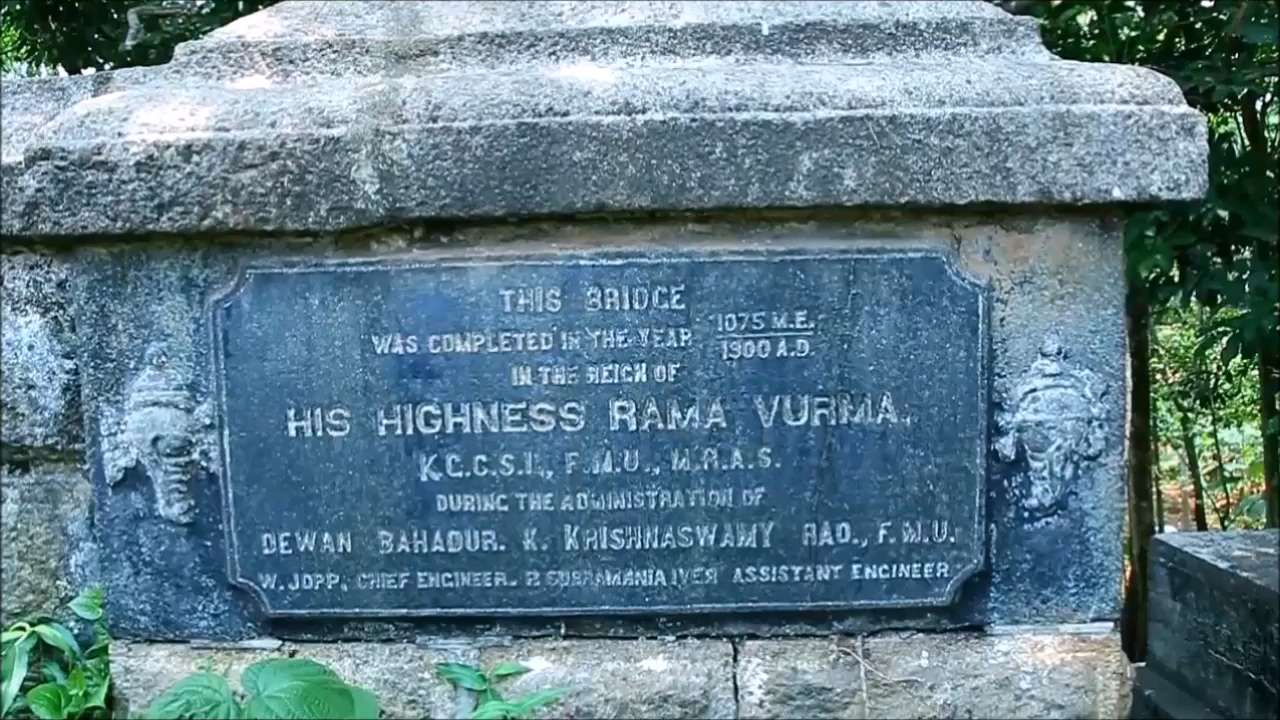 THIS BRIDGE
WAS COMPLETED IN THE YEAR 1075 M.E.
1900 A.D.
IN THE REIGN OF
HIS HIGHNESS RAMA VURMA.
K.C.C.S.I., F.M.U., M.R.A.S.
DURING THE ADMINISTRATION OF
DEWAN BAHADUR. K. KRISHNASWAMY RAO., F.M.U.
W. JOPP, CHIEF ENGINEER. P. SUBRAMANIA IYER ASSISTANT ENGINEER